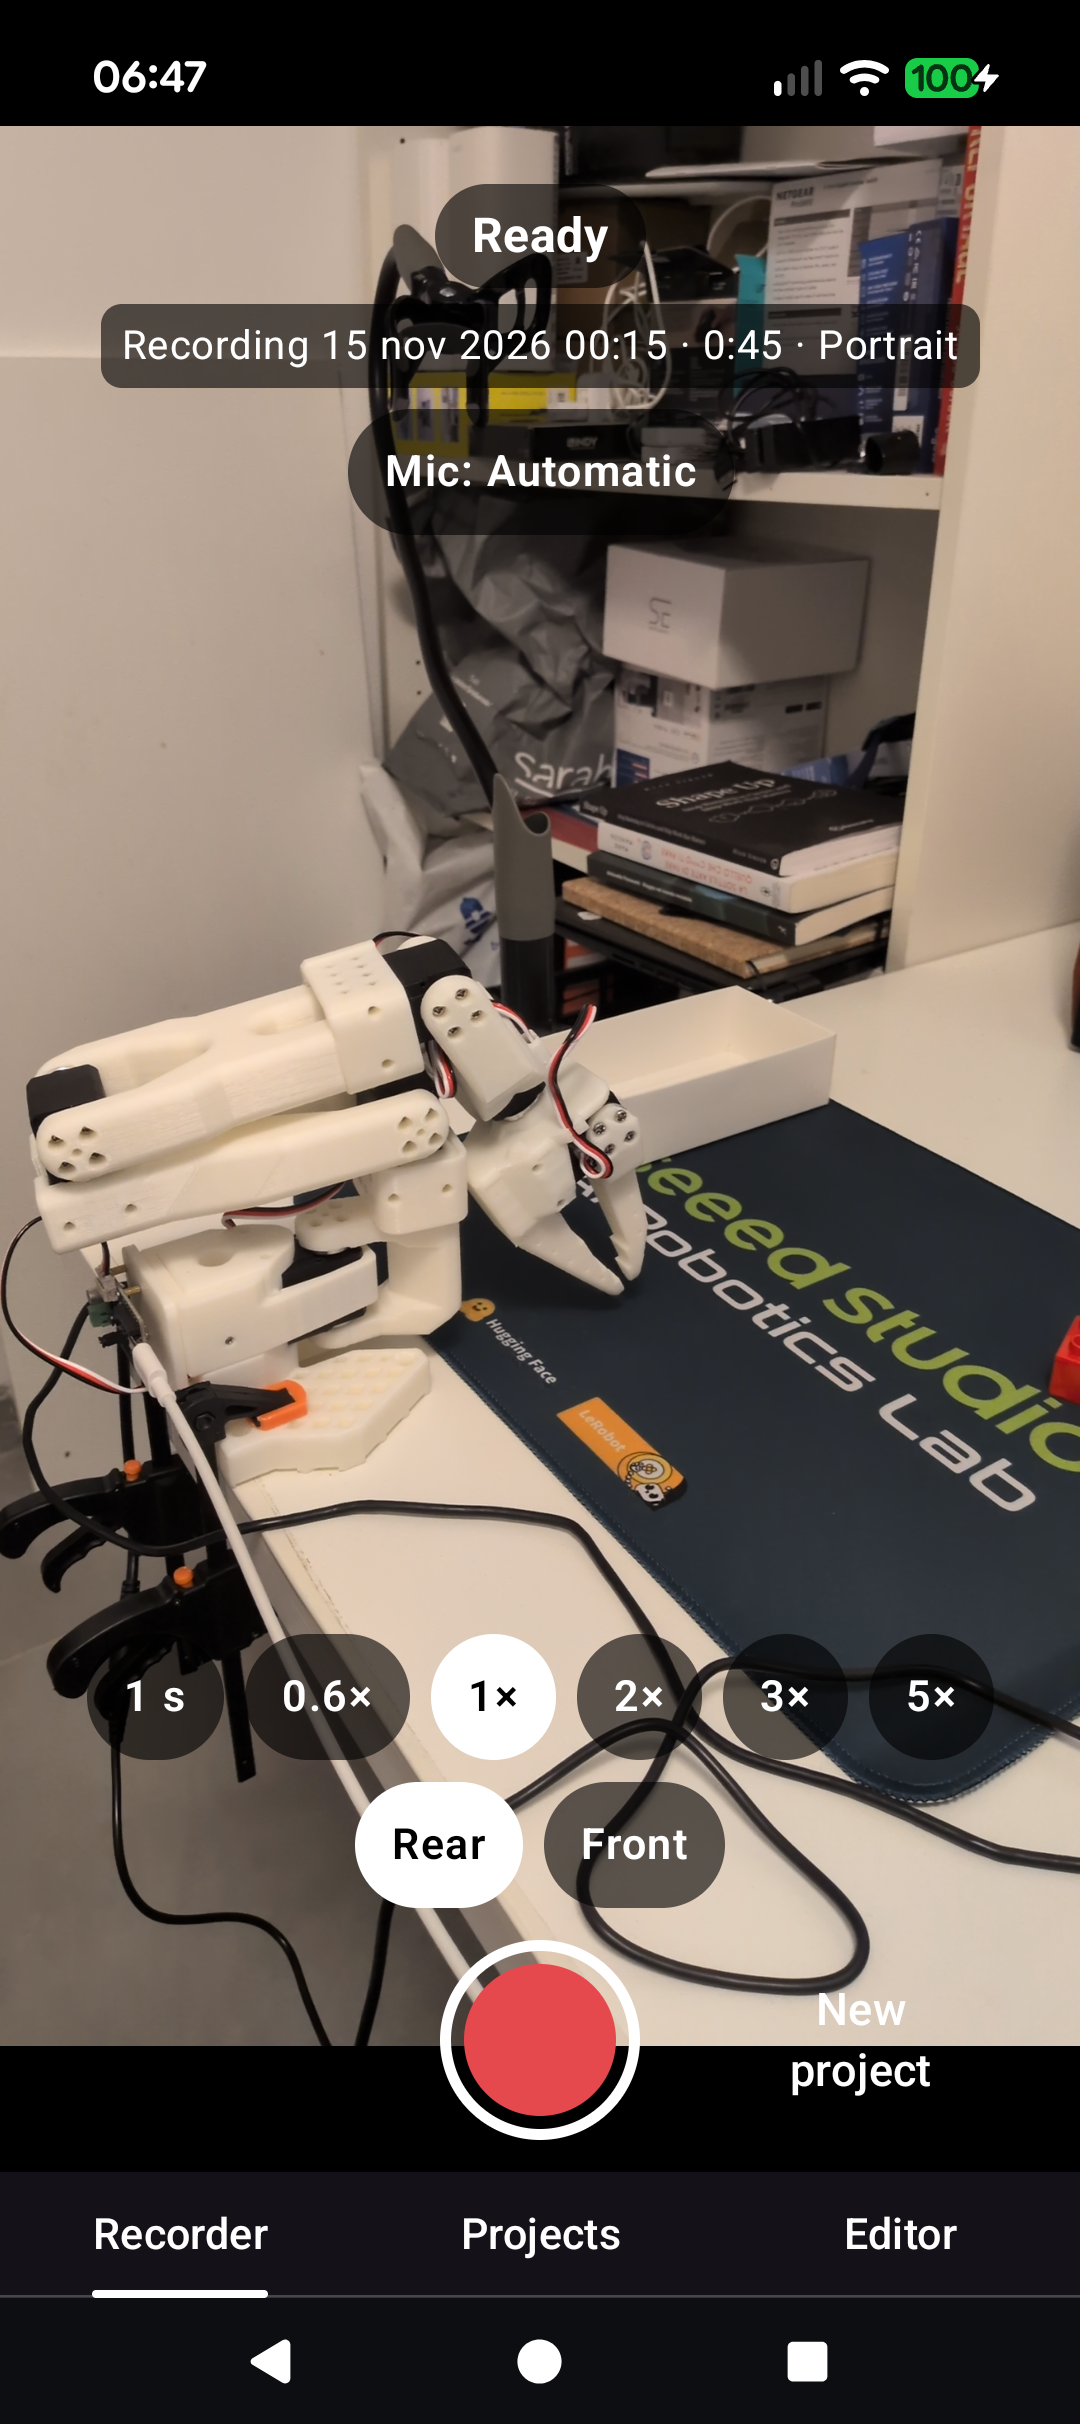 06:47
100
Ready
Recording 15 nov 2026 00:15 · 0:45 · Portrait
Mic: Automatic
NETGEAR
SE
Sarah
Shape Up
seeed studio
Robotics Lab
Hugging Face
LeRobot
1 s
0.6×
1×
2×
3×
5×
Rear
Front
New
project
Recorder
Projects
Editor